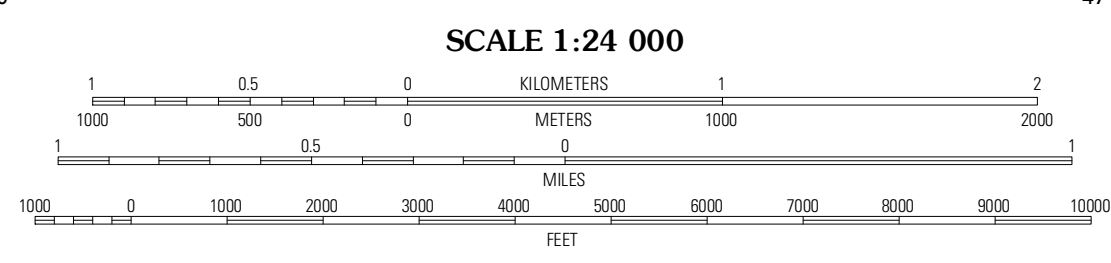 SCALE 1:24 000
1 0.5 0 KILOMETERS 1 2
1000 500 0 METERS 1000 2000
1 0.5 0 1
MILES
1000 0 1000 2000 3000 4000 5000 6000 7000 8000 9000 10000
FEET